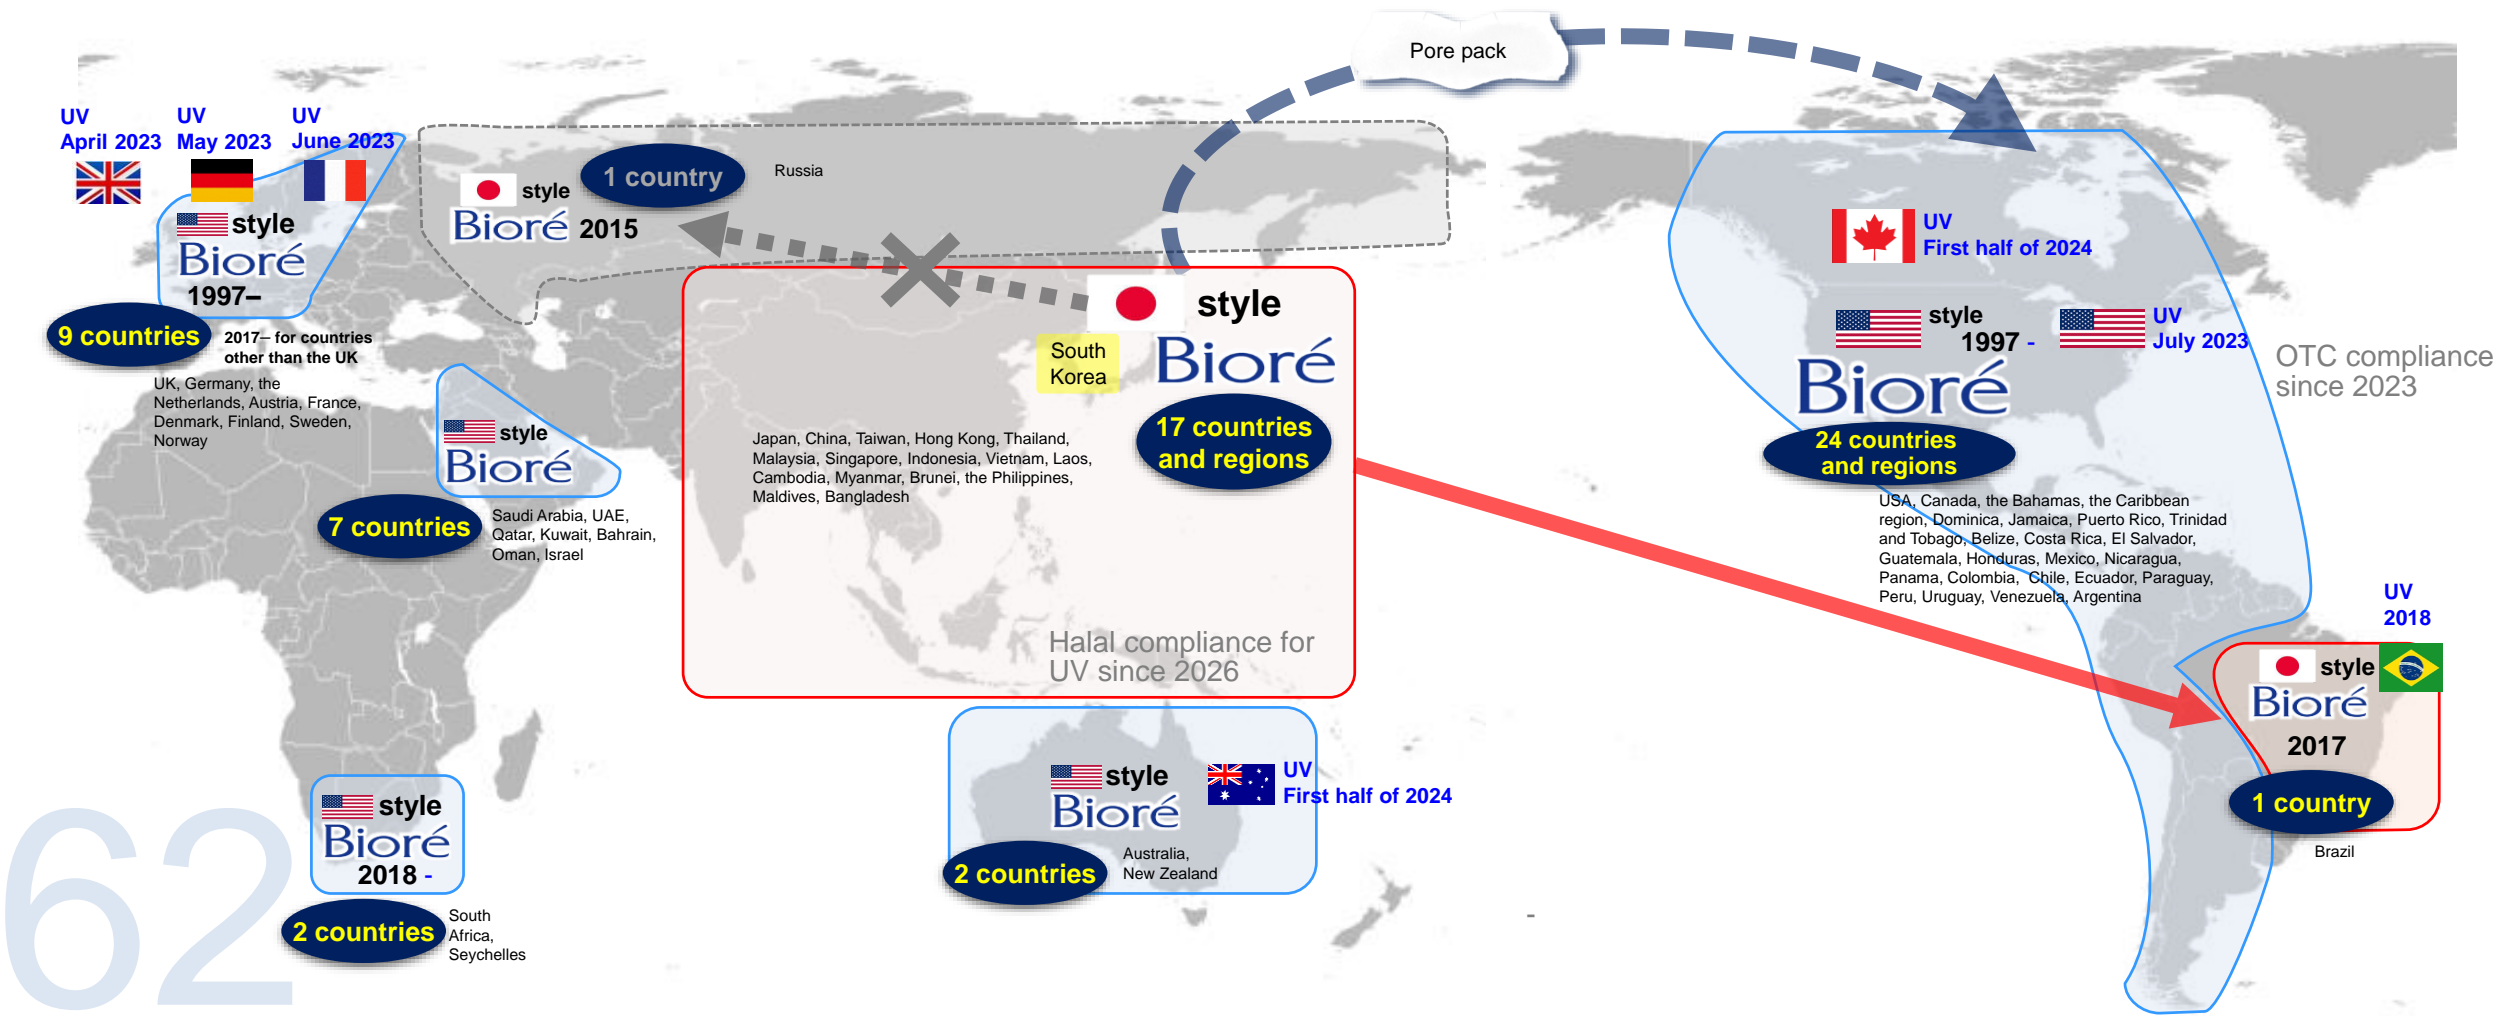 Pore pack
UV
April 2023
UV
May 2023
UV
June 2023
style
Bioré
1997–
9 countries
2017– for countries
other than the UK
UK, Germany, the
Netherlands, Austria, France,
Denmark, Finland, Sweden,
Norway
style
Bioré 2015
1 country
Russia
style
Bioré
South
Korea
17 countries
and regions
Japan, China, Taiwan, Hong Kong, Thailand,
Malaysia, Singapore, Indonesia, Vietnam, Laos,
Cambodia, Myanmar, Brunei, the Philippines,
Maldives, Bangladesh
Halal compliance for
UV since 2026
style
Bioré
7 countries
Saudi Arabia, UAE,
Qatar, Kuwait, Bahrain,
Oman, Israel
style
Bioré
2018 -
2 countries
South
Africa,
Seychelles
style
Bioré
UV
First half of 2024
2 countries
Australia,
New Zealand
-
UV
First half of 2024
style
1997 -
UV
July 2023
Bioré
24 countries
and regions
OTC compliance
since 2023
USA, Canada, the Bahamas, the Caribbean
region, Dominica, Jamaica, Puerto Rico, Trinidad
and Tobago, Belize, Costa Rica, El Salvador,
Guatemala, Honduras, Mexico, Nicaragua,
Panama, Colombia, Chile, Ecuador, Paraguay,
Peru, Uruguay, Venezuela, Argentina
UV
2018
style
Bioré
2017
1 country
Brazil
62